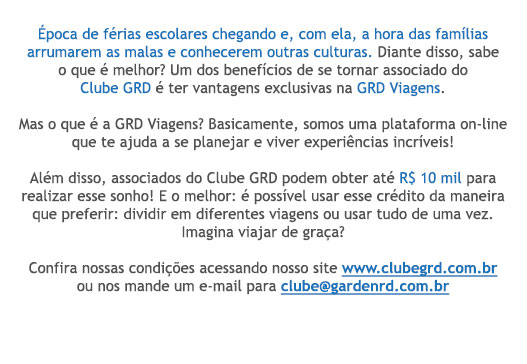 Época de férias escolares chegando e, com ela, a hora das famílias
arrumarem as malas e conhecerem outras culturas. Diante disso, sabe
o que é melhor? Um dos benefícios de se tornar associado do
Clube GRD é ter vantagens exclusivas na GRD Viagens.
Mas o que é a GRD Viagens? Basicamente, somos uma plataforma on-line
que te ajuda a se planejar e viver experiências incríveis!
Além disso, associados do Clube GRD podem obter até R$ 10 mil para
realizar esse sonho! E o melhor: é possível usar esse crédito da maneira
que preferir: dividir em diferentes viagens ou usar tudo de uma vez.
Imagina viajar de graça?
Confira nossas condições acessando nosso site www.clubegrd.com.br
ou nos mande um e-mail para clube@gardenrd.com.br